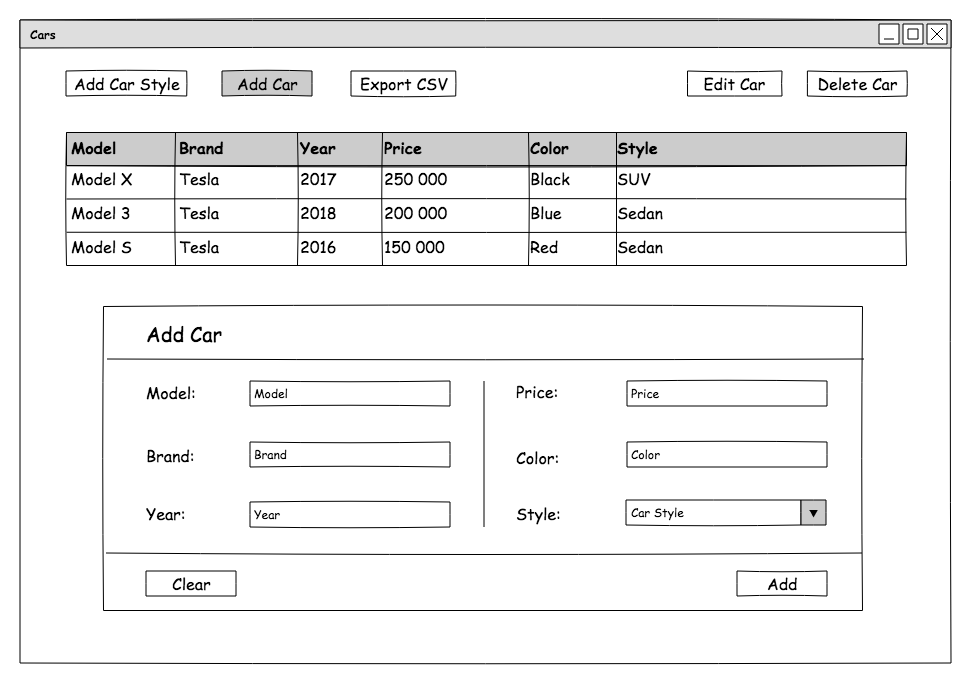 Cars
Add Car Style Add Car Export CSV Edit Car Delete Car
Model Brand Year Price Color Style
Model X Tesla 2017 250 000 Black SUV
Model 3 Tesla 2018 200 000 Blue Sedan
Model S Tesla 2016 150 000 Red Sedan
Add Car
Model: Model Price: Price
Brand: Brand Color: Color
Year: Year Style: Car Style
Clear Add